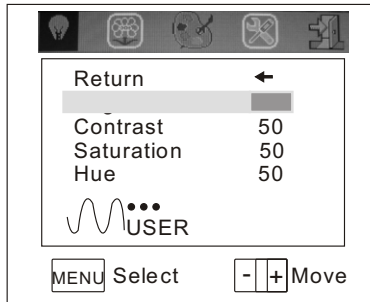 Return
Contrast 50
Saturation 50
Hue 50
USER
MENU Select - + Move